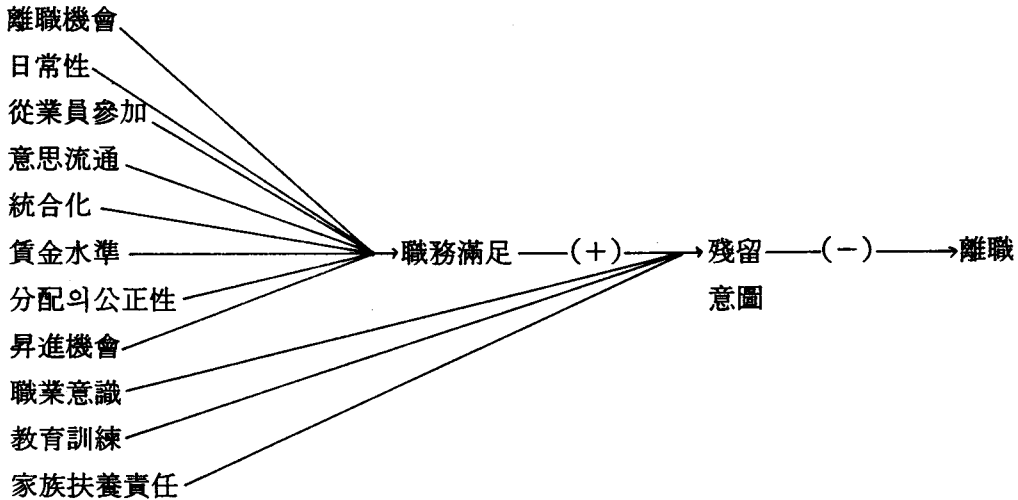 離職機會
日常性
從業員參加
意思流通
統合化
賃金水準
職務滿足 (+) 殘留 (-) 離職
分配의公正性
意圖
昇進機會
職業意識
教育訓練
家族扶養責任